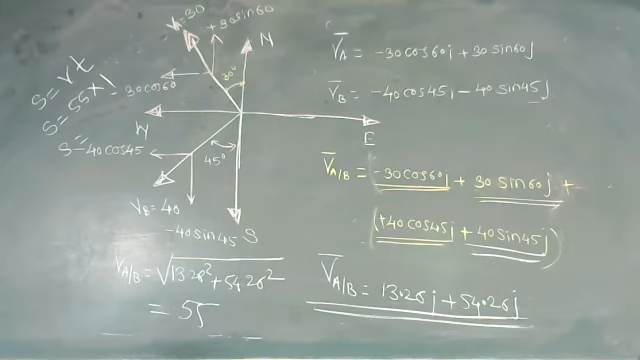 VA=30
+30sin60
N
30°
-30cos60
S=vt
S=55×1
W
E
S=
-40cos45
45°
VB=40
-40sin45
S
V̅A = -30cos60i + 30sin60j
V̅B = -40cos45i - 40sin45j
V̅A/B = (-30cos60i + 30sin60j +
(+40cos45i + 40sin45j)
VA/B = √13.28² + 54.28²
= 55
V̅A/B = 13.28i + 54.28j